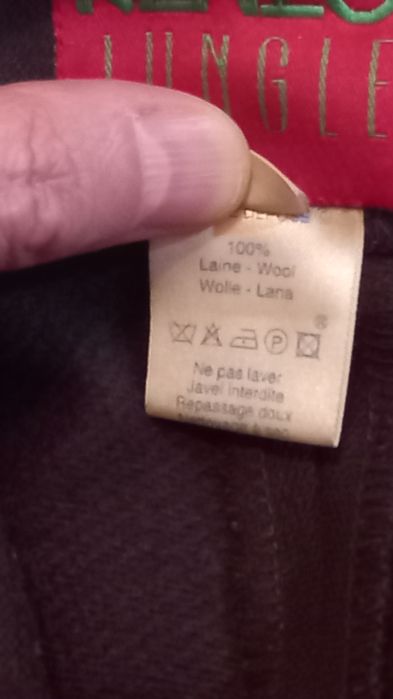 JUNGLE
100%
Laine - Wool
Wolle - Lana
®
P
Ne pas laver
Javel interdite
Repassage doux